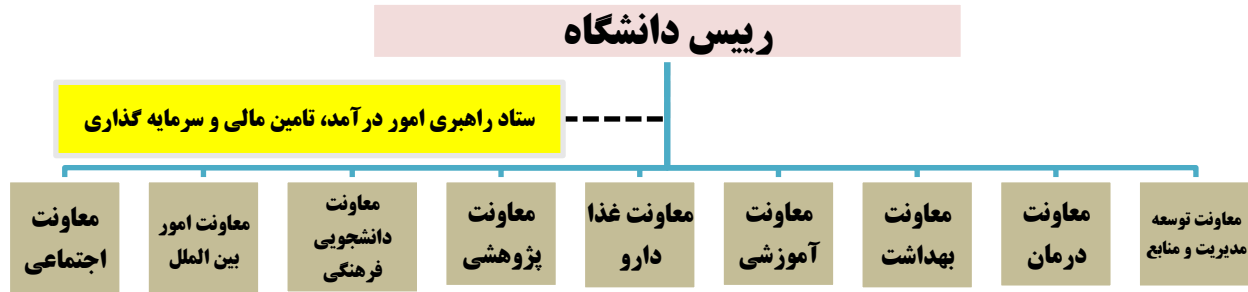 رییس دانشگاه
ستاد راهبری امور درآمد، تامین مالی و سرمایه گذاری
معاونت توسعه
مدیریت و منابع
معاونت
درمان
معاونت
بهداشت
معاونت
آموزشی
معاونت غذا
دارو
معاونت
پژوهشی
معاونت
دانشجویی
فرهنگی
معاونت امور
بین الملل
معاونت
اجتماعی